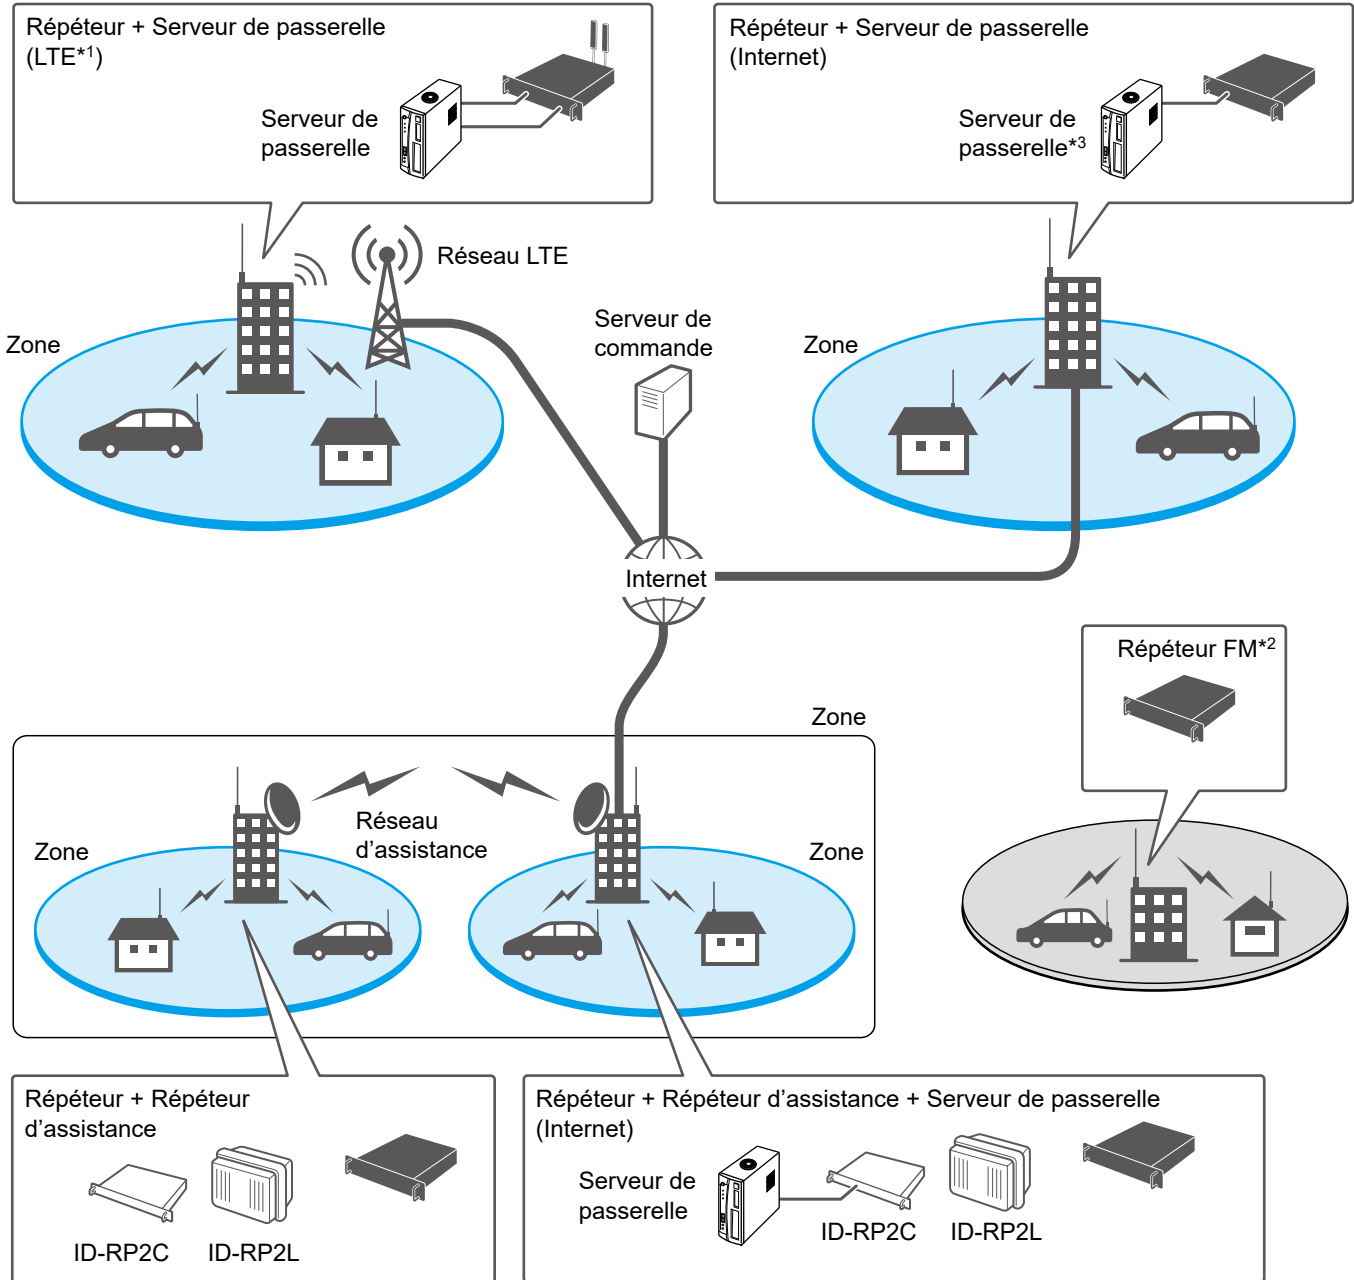 Répéteur + Serveur de passerelle
(LTE*1)
Serveur de
passerelle
Répéteur + Serveur de passerelle
(Internet)
Serveur de
passerelle*3
Réseau LTE
Zone
Serveur de
commande
Zone
Internet
Répéteur FM*2
Zone
Réseau
d’assistance
Zone
Zone
Répéteur + Répéteur
d’assistance
ID-RP2C
ID-RP2L
Répéteur + Répéteur d’assistance + Serveur de passerelle
(Internet)
Serveur de
passerelle
ID-RP2C
ID-RP2L